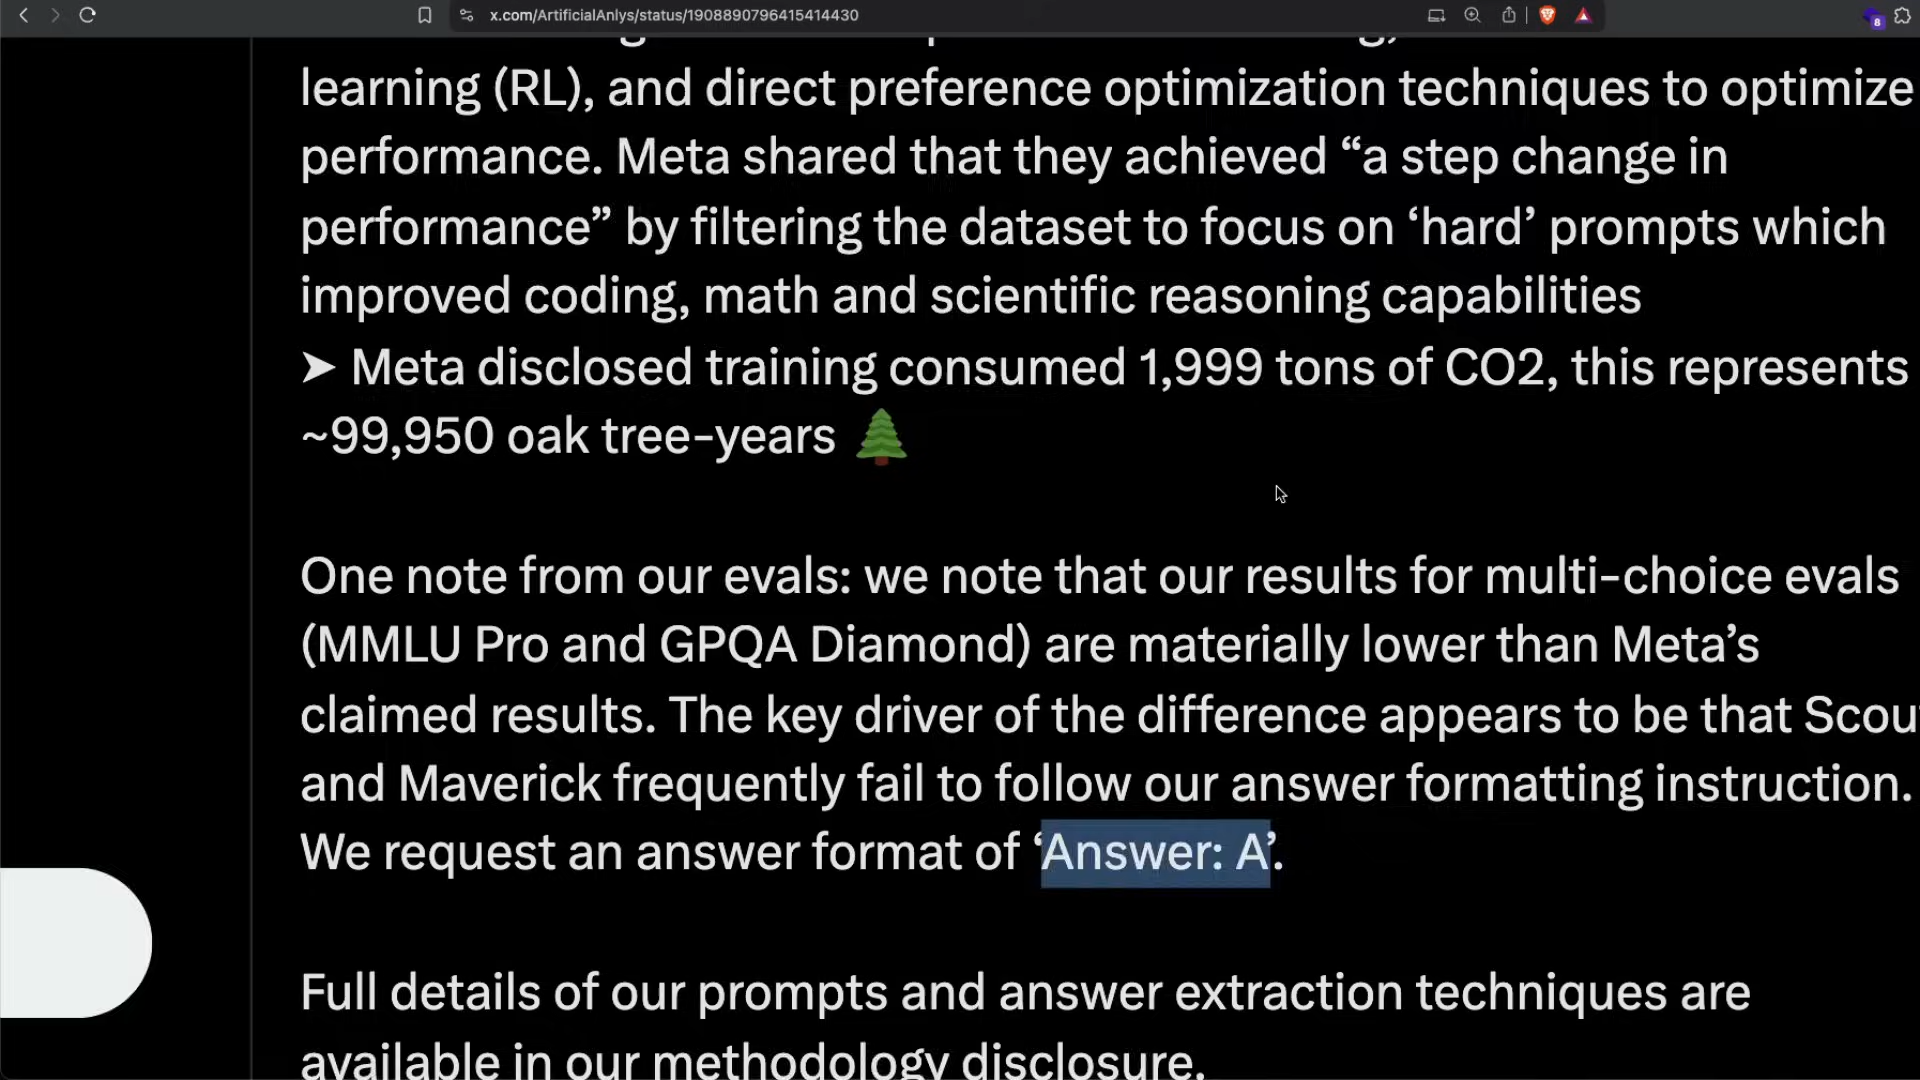 x.com/ArtificialAnlys/status/1908890796415414430
8
learning (RL), and direct preference optimization techniques to optimize
performance. Meta shared that they achieved “a step change in
performance” by filtering the dataset to focus on ‘hard’ prompts which
improved coding, math and scientific reasoning capabilities
➤ Meta disclosed training consumed 1,999 tons of CO2, this represents
~99,950 oak tree-years 🌲
One note from our evals: we note that our results for multi-choice evals
(MMLU Pro and GPQA Diamond) are materially lower than Meta’s
claimed results. The key driver of the difference appears to be that Scou
and Maverick frequently fail to follow our answer formatting instruction.
We request an answer format of ‘Answer: A’.
Full details of our prompts and answer extraction techniques are
available in our methodology disclosure.